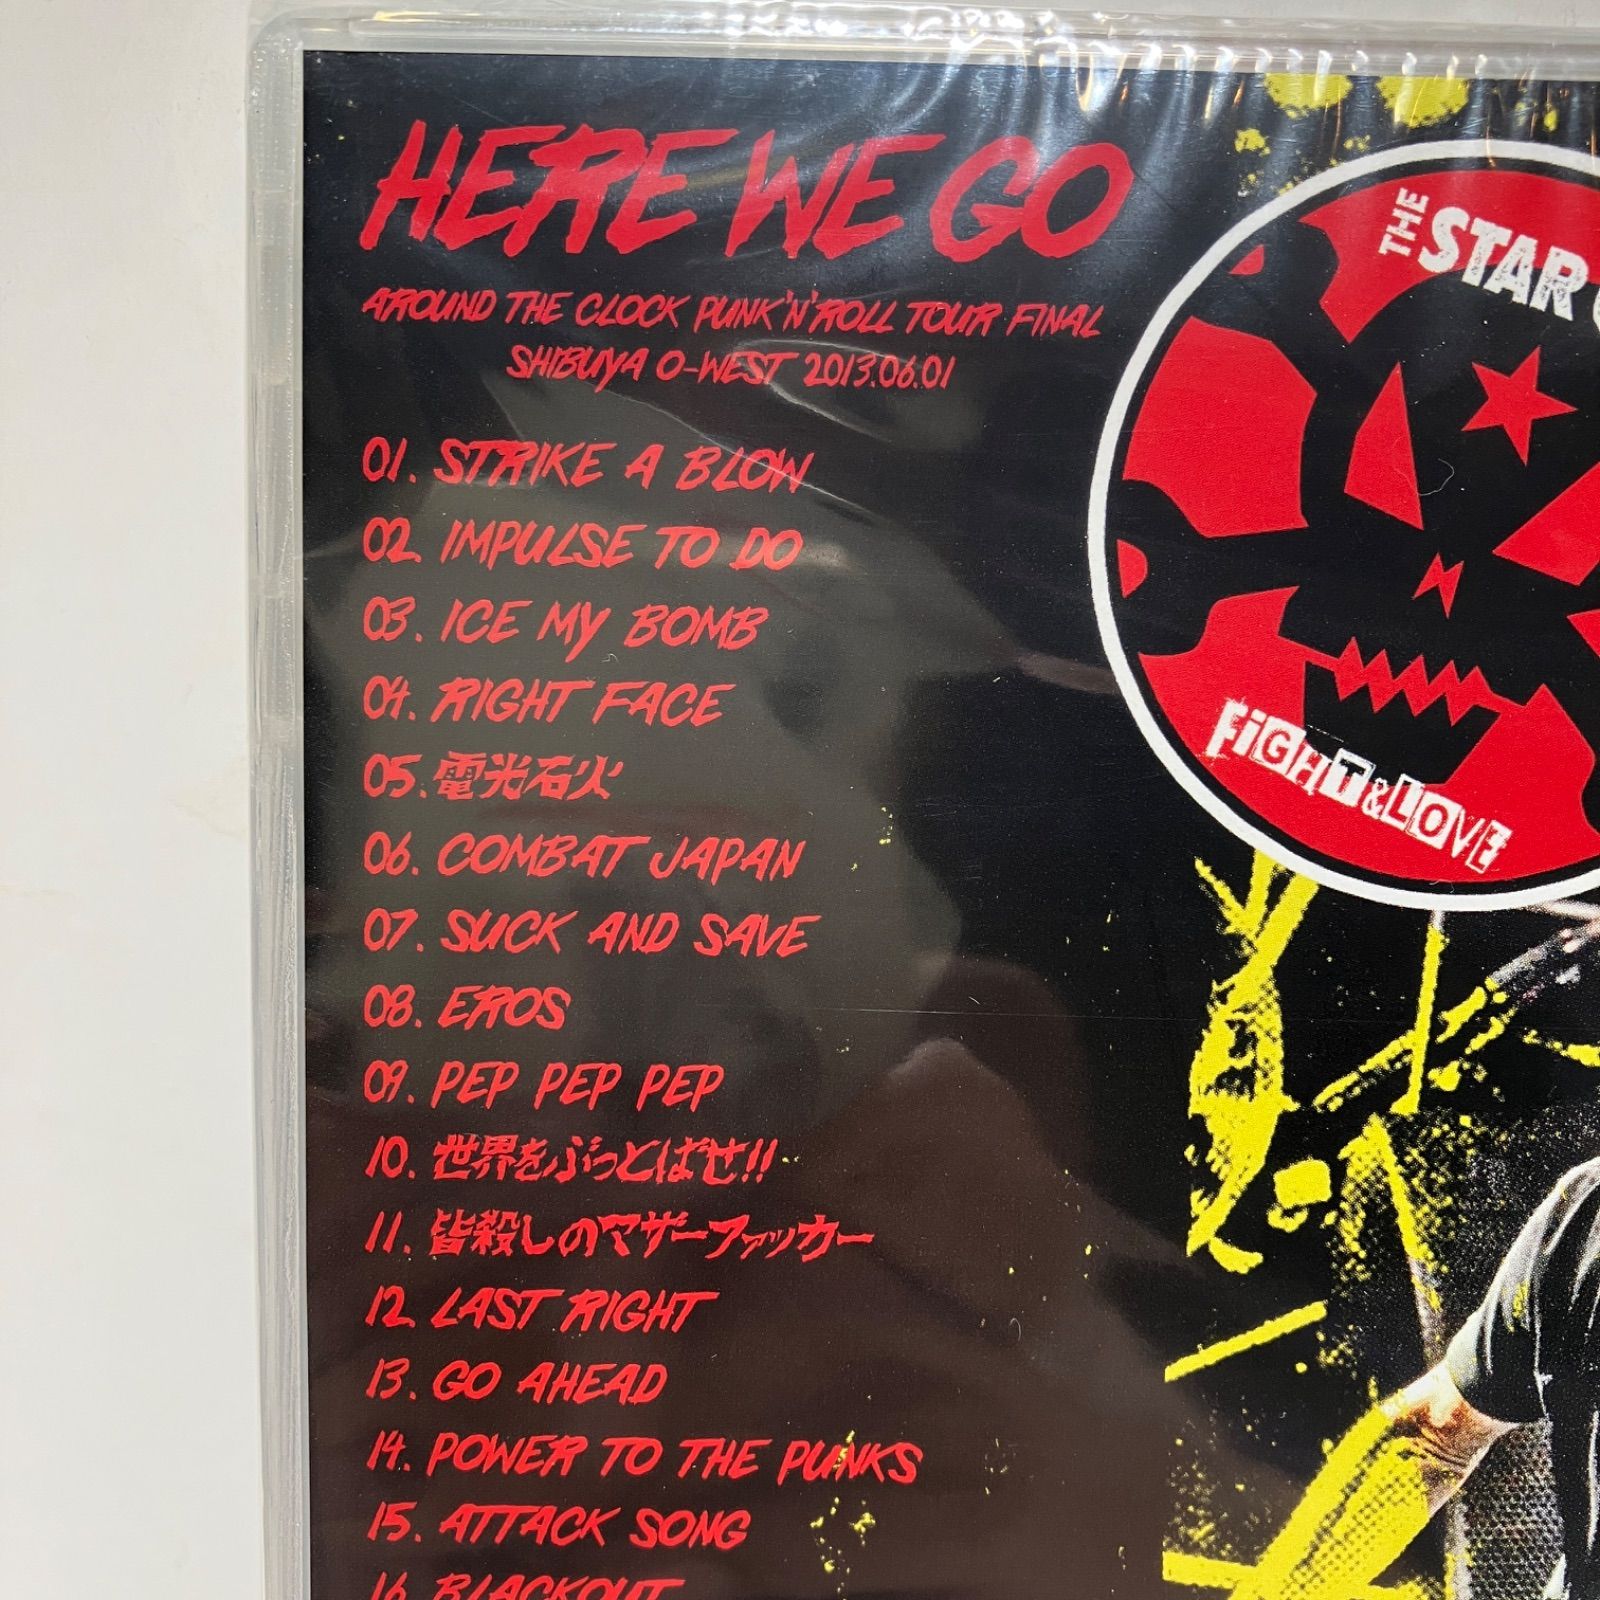 HERE WE GO
AROUND THE CLOCK PUNK'N'ROLL TOUR FINAL
SHIBUYA O-WEST 2013.06.01
01. STRIKE A BLOW
02. IMPULSE TO DO
03. ICE MY BOMB
04. RIGHT FACE
05. 電光石火
06. COMBAT JAPAN
07. SUCK AND SAVE
08. EROS
09. PEP PEP PEP
10. 世界をぶっとばせ!!
11. 皆殺しのマザーファッカー
12. LAST RIGHT
13. GO AHEAD
14. POWER TO THE PUNKS
15. ATTACK SONG
16. BLACKOUT
THE STAR
FiGHT&LOVE